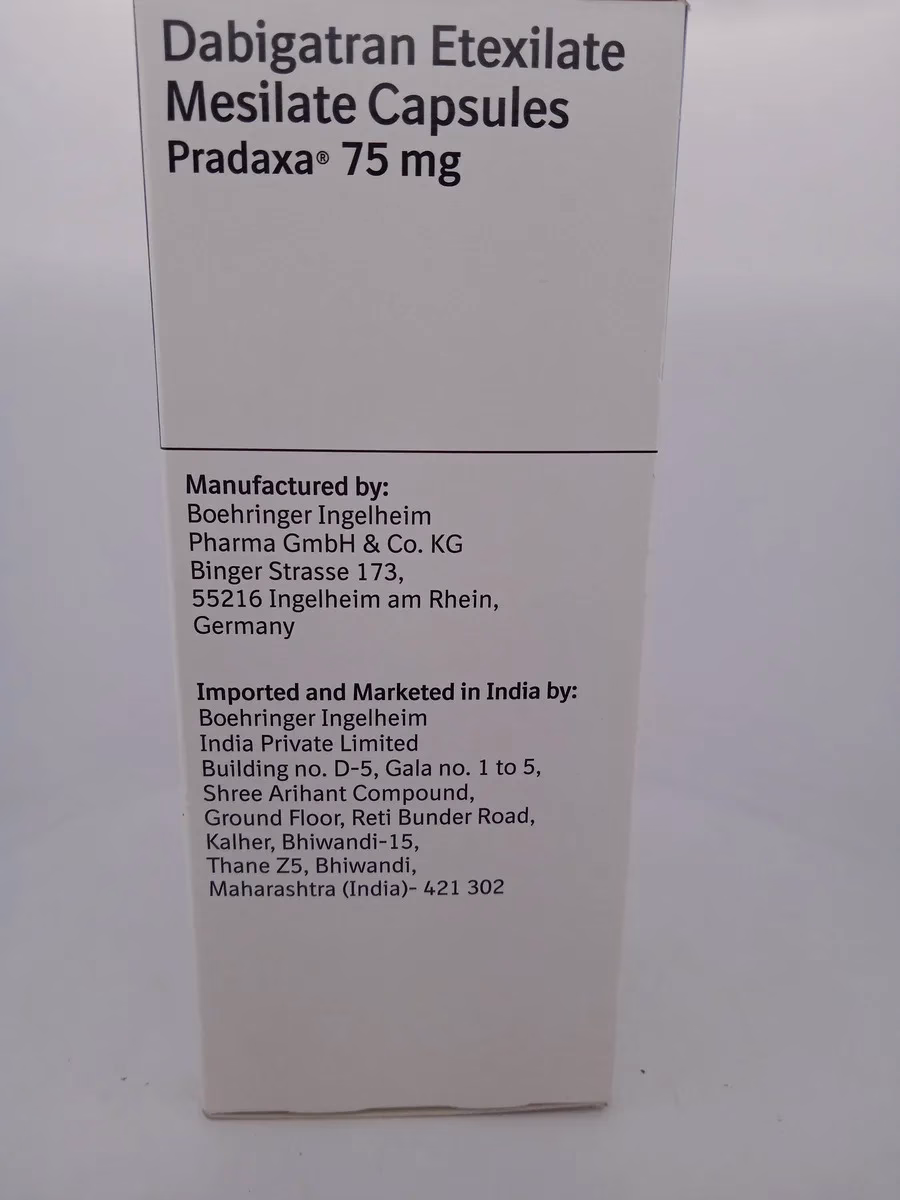 Dabigatran Etexilate
Mesilate Capsules
Pradaxa® 75 mg
Manufactured by:
Boehringer Ingelheim
Pharma GmbH & Co. KG
Binger Strasse 173,
55216 Ingelheim am Rhein,
Germany
Imported and Marketed in India by:
Boehringer Ingelheim
India Private Limited
Building no. D-5, Gala no. 1 to 5,
Shree Arihant Compound,
Ground Floor, Reti Bunder Road,
Kalher, Bhiwandi-15,
Thane Z5, Bhiwandi,
Maharashtra (India)- 421 302